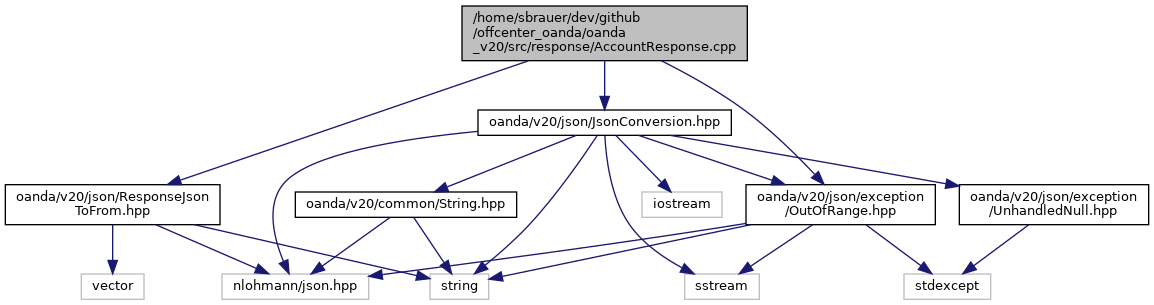 /home/sbrauer/dev/github
/offcenter_oanda/oanda
_v20/src/response/AccountResponse.cpp
oanda/v20/json/JsonConversion.hpp
oanda/v20/json/ResponseJson
ToFrom.hpp
oanda/v20/common/String.hpp
iostream
oanda/v20/json/exception
/OutOfRange.hpp
oanda/v20/json/exception
/UnhandledNull.hpp
vector
nlohmann/json.hpp
string
sstream
stdexcept